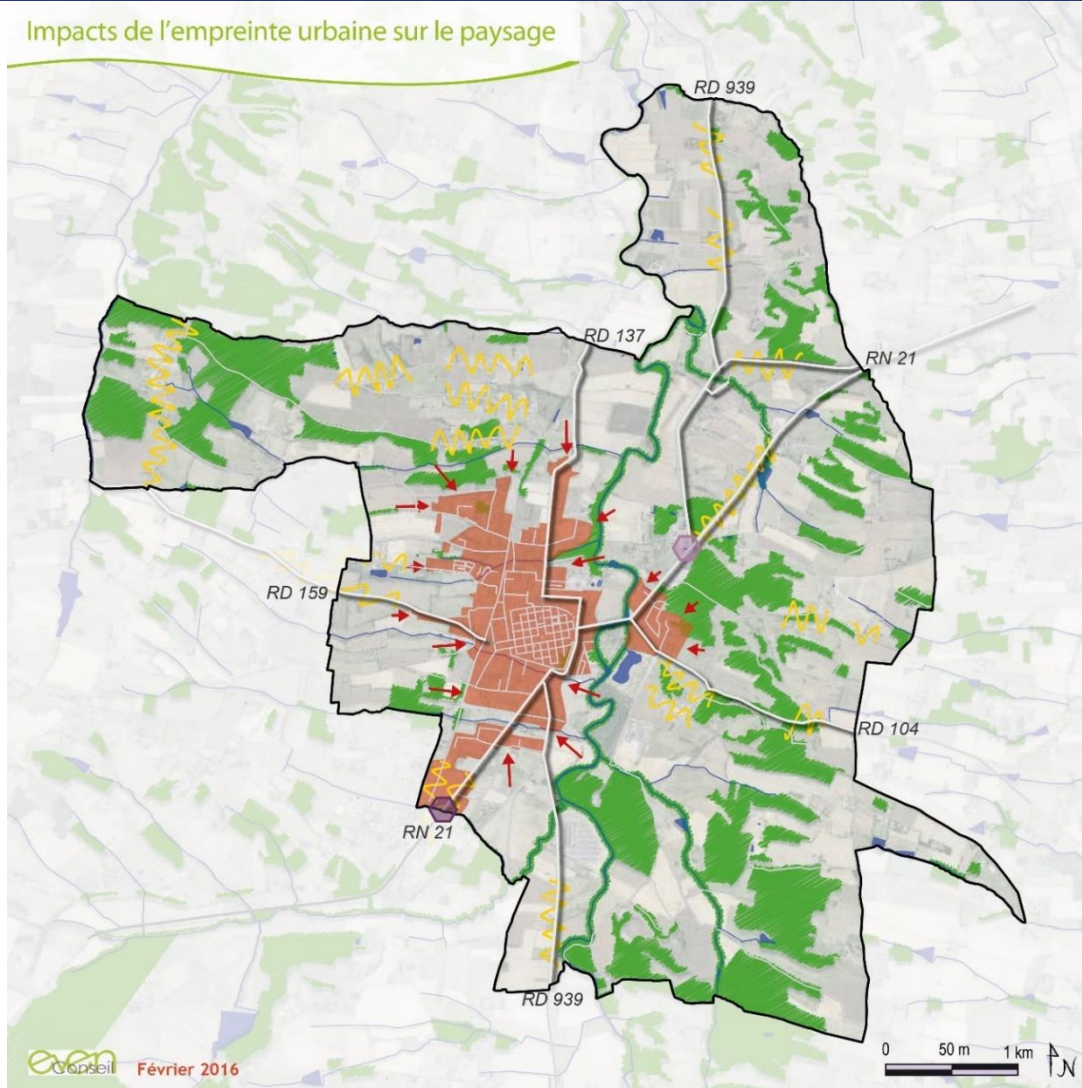 Impacts de l'empreinte urbaine sur le paysage
RD 939
RD 137
RN 21
RD 159
RD 104
RN 21
RD 939
even
Conseil
Février 2016
0 50 m 1 km
N